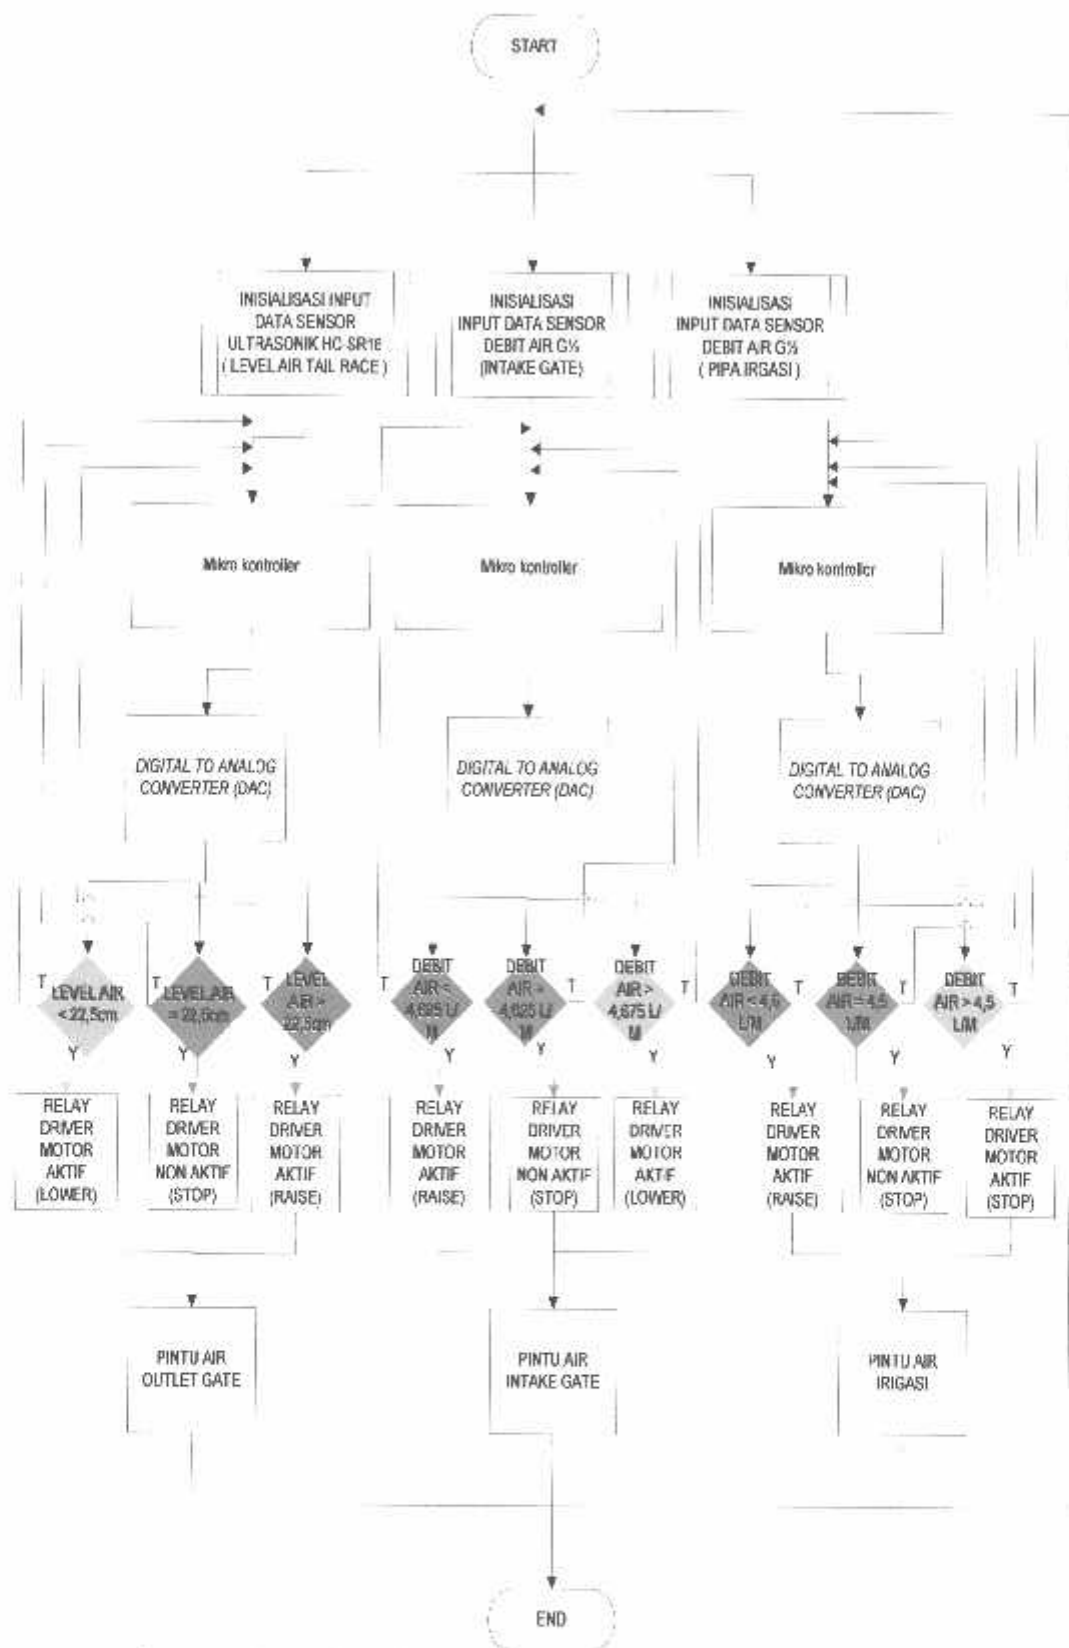 START
INISIALISASI INPUT
DATA SENSOR
ULTRASONIK HC-SR16
( LEVEL AIR TAIL RACE )
INISIALISASI
INPUT DATA SENSOR
DEBIT AIR G½
(INTAKE GATE)
INISIALISASI
INPUT DATA SENSOR
DEBIT AIR G½
( PIPA IRGASI )
Mikro kontroller
Mikro kontroller
Mikro kontroller
DIGITAL TO ANALOG
CONVERTER (DAC)
DIGITAL TO ANALOG
CONVERTER (DAC)
DIGITAL TO ANALOG
CONVERTER (DAC)
T
LEVEL AIR
< 22,5cm
Y
T
LEVEL AIR
= 22,5cm
Y
T
LEVEL
AIR >
22,5cm
Y
T
DEBIT
AIR <
L/
M
Y
T
DEBIT
AIR
L/
M
Y
T
DEBIT
AIR >
4,675 L/
M
Y
T
DEBIT
AIR <
L/M
Y
T
DEBIT
AIR = 4,5
L/M
Y
T
DEBIT
AIR > 4,5
L/M
Y
T
RELAY
DRIVER
MOTOR
AKTIF
(LOWER)
RELAY
DRIVER
MOTOR
NON AKTIF
(STOP)
RELAY
DRIVER
MOTOR
AKTIF
(RAISE)
RELAY
DRIVER
MOTOR
AKTIF
(RAISE)
RELAY
DRIVER
MOTOR
NON AKTIF
(STOP)
RELAY
DRIVER
MOTOR
AKTIF
(LOWER)
RELAY
DRIVER
MOTOR
AKTIF
(RAISE)
RELAY
DRIVER
MOTOR
NON AKTIF
(STOP)
RELAY
DRIVER
MOTOR
AKTIF
(STOP)
PINTU AIR
OUTLET GATE
PINTU AIR
INTAKE GATE
PINTU AIR
IRIGASI
END